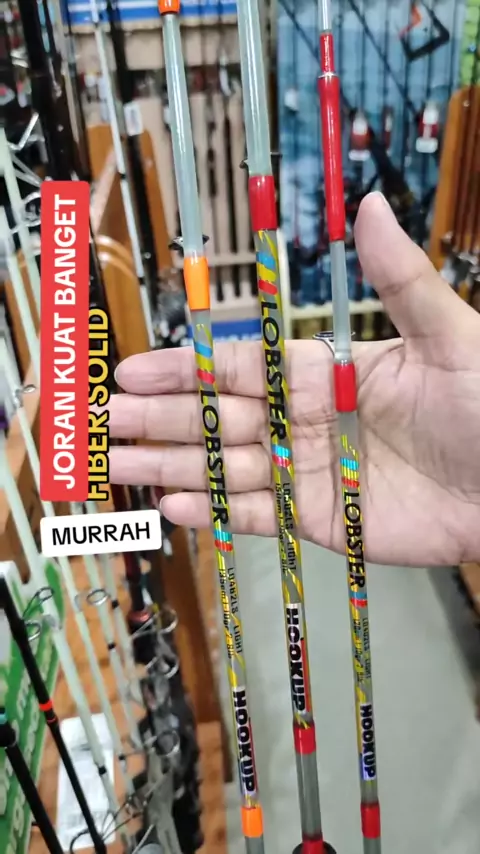 JORAN KUAT BANGET
FIBER SOLID
MURRAH
LOBSTER
HOOKUP
LOBSTER
HOOKUP
LOBSTER
HOOKUP